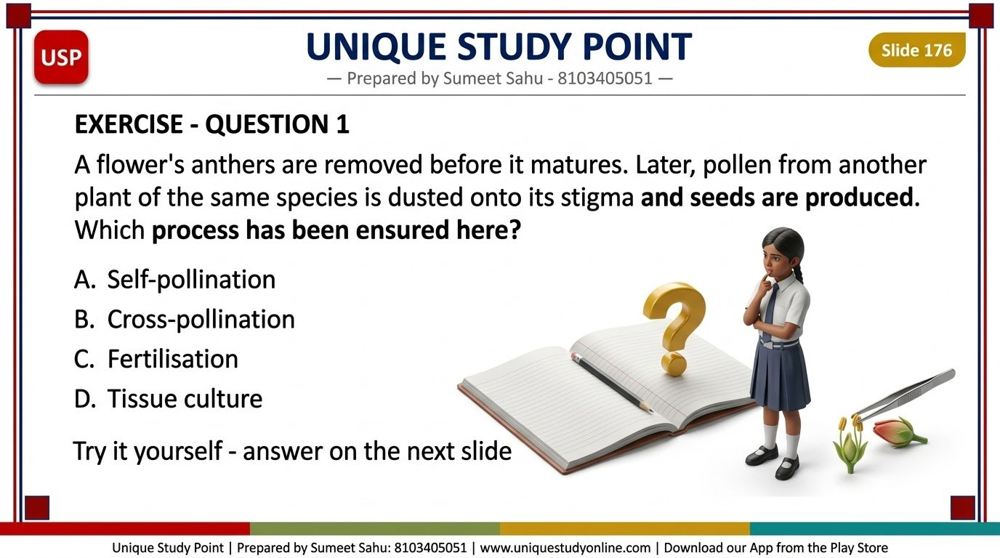 USP
UNIQUE STUDY POINT
— Prepared by Sumeet Sahu - 8103405051 —
Slide 176
EXERCISE - QUESTION 1
A flower's anthers are removed before it matures. Later, pollen from another
plant of the same species is dusted onto its stigma and seeds are produced.
Which process has been ensured here?
A. Self-pollination
B. Cross-pollination
C. Fertilisation
D. Tissue culture
Try it yourself - answer on the next slide
Unique Study Point | Prepared by Sumeet Sahu: 8103405051 | www.uniquestudyonline.com | Download our App from the Play Store